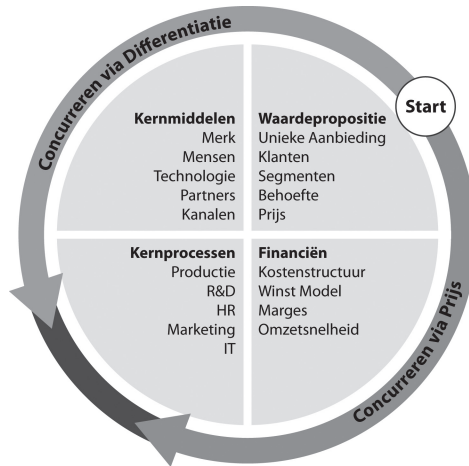 Concurreren via Differentiatie
Start
Kernmiddelen
Merk
Mensen
Technologie
Partners
Kanalen
Waardepropositie
Unieke Aanbieding
Klanten
Segmenten
Behoefte
Prijs
Kernprocessen
Productie
R&D
HR
Marketing
IT
Financiën
Kostenstructuur
Winst Model
Marges
Omzetsnelheid
Concurreren via Prijs